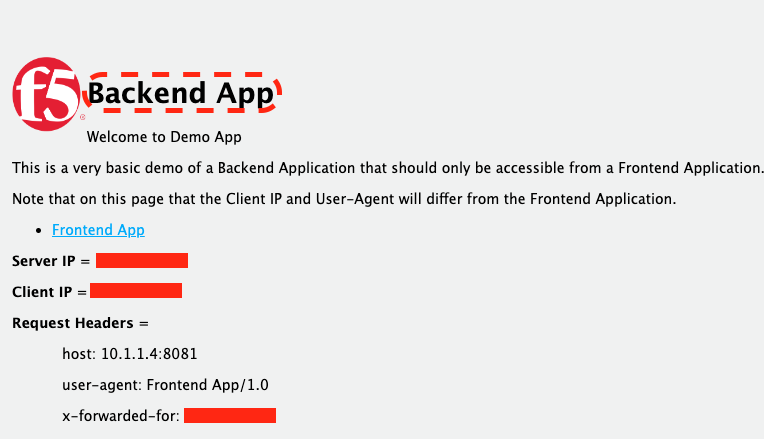 f5
®
Backend App
Welcome to Demo App
This is a very basic demo of a Backend Application that should only be accessible from a Frontend Application.
Note that on this page that the Client IP and User-Agent will differ from the Frontend Application.
• Frontend App
Server IP =
Client IP =
Request Headers =
host: 10.1.1.4:8081
user-agent: Frontend App/1.0
x-forwarded-for: